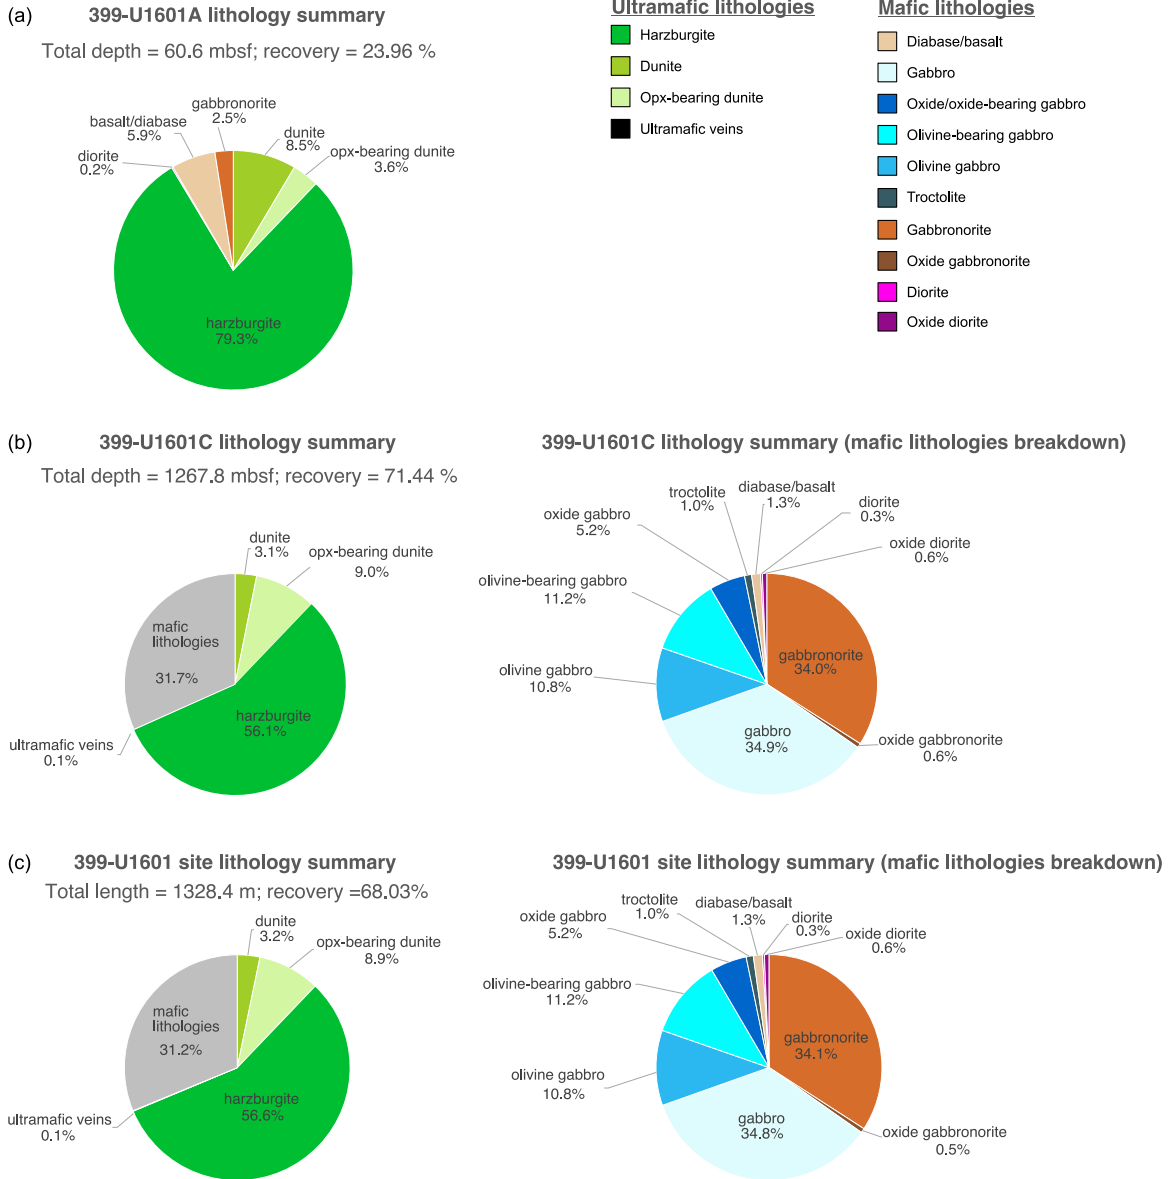 (a)
399-U1601A lithology summary
Total depth = 60.6 mbsf; recovery = 23.96 %
gabbronorite
2.5%
basalt/diabase
5.9%
dunite
8.5%
diorite
0.2%
opx-bearing dunite
3.6%
harzburgite
79.3%
Ultramafic lithologies
Harzburgite
Dunite
Opx-bearing dunite
Ultramafic veins
Mafic lithologies
Diabase/basalt
Gabbro
Oxide/oxide-bearing gabbro
Olivine-bearing gabbro
Olivine gabbro
Troctolite
Gabbronorite
Oxide gabbronorite
Diorite
Oxide diorite
(b)
399-U1601C lithology summary
Total depth = 1267.8 mbsf; recovery = 71.44 %
dunite
3.1%
opx-bearing dunite
9.0%
mafic
lithologies
31.7%
harzburgite
56.1%
ultramafic veins
0.1%
399-U1601C lithology summary (mafic lithologies breakdown)
troctolite
1.0%
diabase/basalt
1.3%
diorite
0.3%
oxide gabbro
5.2%
oxide diorite
0.6%
olivine-bearing gabbro
11.2%
gabbronorite
34.0%
olivine gabbro
10.8%
gabbro
34.9%
oxide gabbronorite
0.6%
(c)
399-U1601 site lithology summary
Total length = 1328.4 m; recovery =68.03%
dunite
3.2%
opx-bearing dunite
8.9%
mafic
lithologies
31.2%
harzburgite
56.6%
ultramafic veins
0.1%
399-U1601 site lithology summary (mafic lithologies breakdown)
troctolite
1.0%
diabase/basalt
1.3%
diorite
0.3%
oxide gabbro
5.2%
oxide diorite
0.6%
olivine-bearing gabbro
11.2%
gabbronorite
34.1%
olivine gabbro
10.8%
gabbro
34.8%
oxide gabbronorite
0.5%